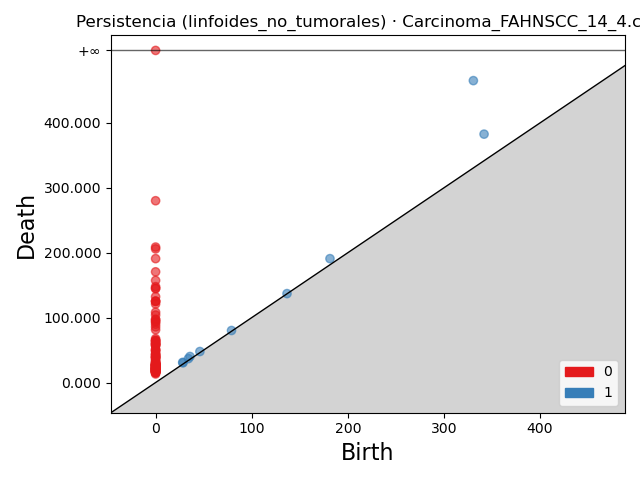 Persistencia (linfoides_no_tumorales) · Carcinoma_FAHNSCC_14_4.c
+∞
400.000
300.000
200.000
100.000
0.000
Death
0
1
0 100 200 300 400
Birth